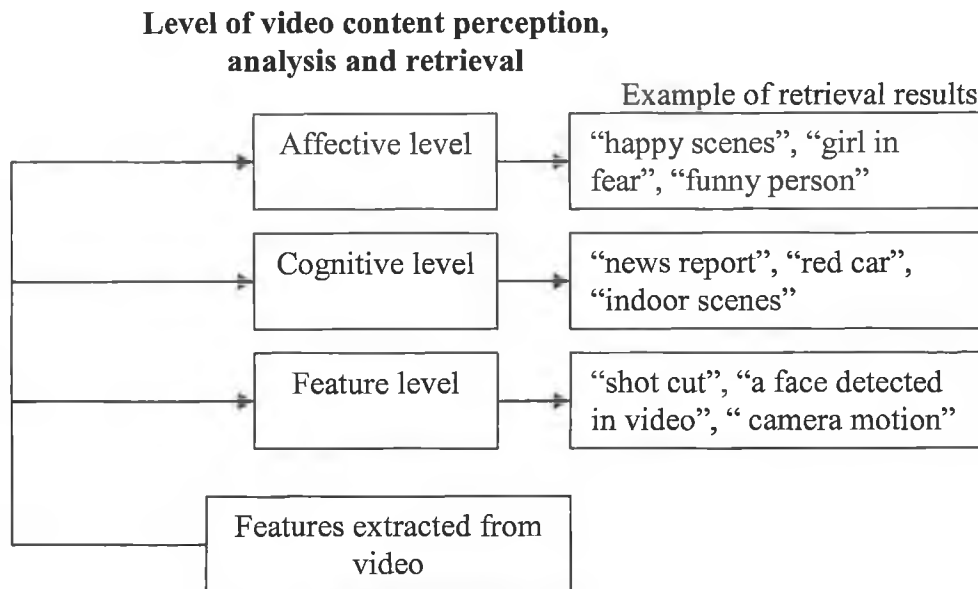 Level of video content perception,
analysis and retrieval
Example of retrieval results
Affective level
“happy scenes”, “girl in
fear”, “funny person”
Cognitive level
“news report”, “red car”,
“indoor scenes”
Feature level
“shot cut”, “a face detected
in video”, “ camera motion”
Features extracted from
video